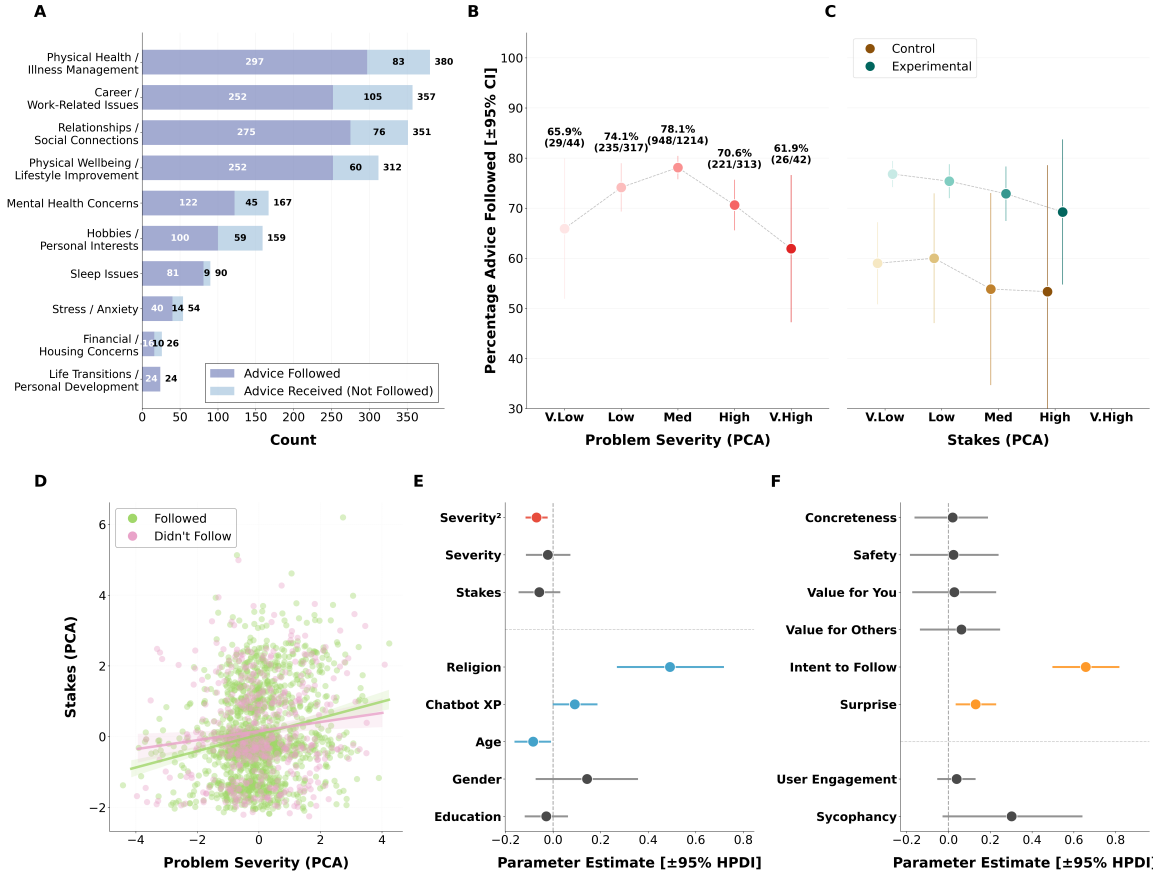 A
Physical Health /
Illness Management
297
83
380
Career /
Work-Related Issues
252
105
357
Relationships /
Social Connections
275
76
351
Physical Wellbeing /
Lifestyle Improvement
252
60
312
Mental Health Concerns
122
45
167
Hobbies /
Personal Interests
100
59
159
Sleep Issues
81
9
90
Stress / Anxiety
40
14
54
Financial /
Housing Concerns
16
10
26
Life Transitions /
Personal Development
24
24
Advice Followed
Advice Received (Not Followed)
0 50 100 150 200 250 300 350
Count
B
Percentage Advice Followed [±95% CI]
100
90
80
70
60
50
40
30
65.9%
(29/44)
74.1%
(235/317)
78.1%
(948/1214)
70.6%
(221/313)
61.9%
(26/42)
V.Low Low Med High V.High
Problem Severity (PCA)
C
Control
Experimental
V.Low Low Med High V.High
Stakes (PCA)
D
Followed
Didn't Follow
Stakes (PCA)
6
4
2
0
−2
−4 −2 0 2 4
Problem Severity (PCA)
E
Severity²
Severity
Stakes
Religion
Chatbot XP
Age
Gender
Education
−0.2 0.0 0.2 0.4 0.6 0.8
Parameter Estimate [±95% HPDI]
F
Concreteness
Safety
Value for You
Value for Others
Intent to Follow
Surprise
User Engagement
Sycophancy
−0.2 0.0 0.2 0.4 0.6 0.8
Parameter Estimate [±95% HPDI]